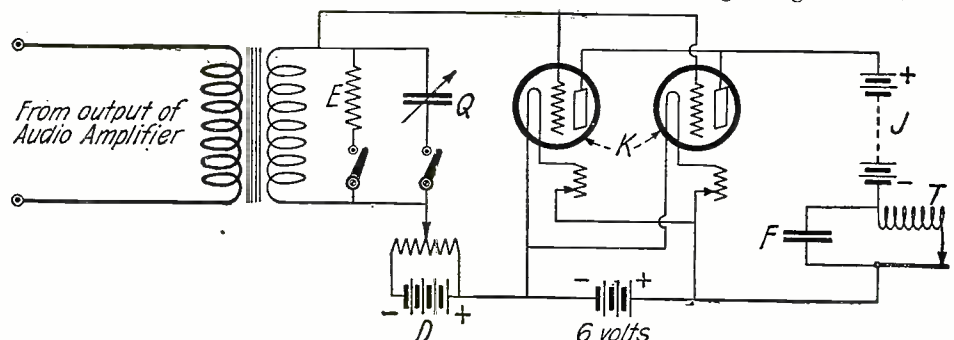 From output of
Audio Amplifier
E
Q
K
+
J
-
T
F
- +
D
- +
6 volts